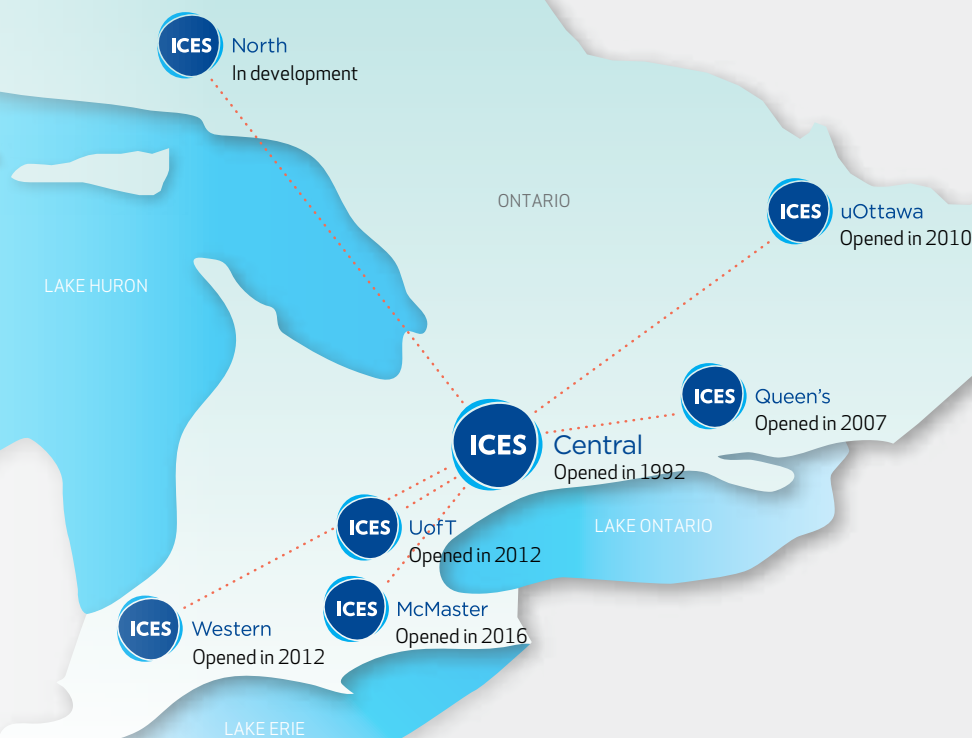 ICES
North
In development
ONTARIO
ICES
uOttawa
Opened in 2010
LAKE HURON
ICES
Queen's
Opened in 2007
ICES
Central
Opened in 1992
ICES
UofT
Opened in 2012
LAKE ONTARIO
ICES
McMaster
Opened in 2016
ICES
Western
Opened in 2012
LAKE ERIE